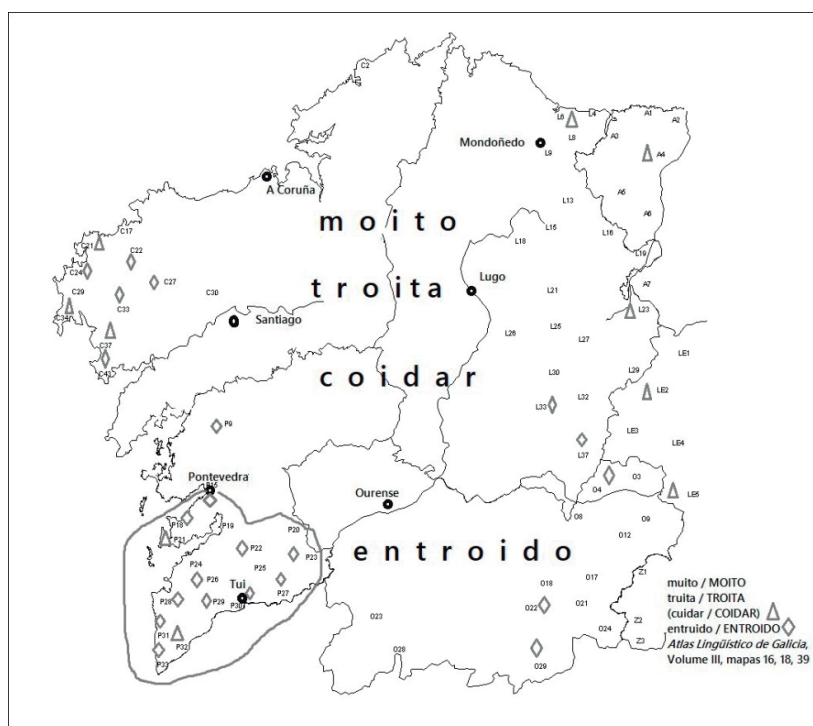 C2
L6 L4 A1 A2
L8 A3
Mondoñedo
L9 A4
A Coruña
A5
L13 A6
C17 moito
C21 L18 L15 L16
C22 L19
C24 C27 troita Lugo A7
C29 C30 L21
C34 C33 L23
Santiago L26 L25 L27
C37
C41 coidar L30 L29 LE1
LE2
L33 L32
P9 LE3 LE4
L37
Pontevedra O4 O3
P15 Ourense LE5
P18 P19 O8 O9
P21 P20 entroido O12
P22 P23
P24 P25 Z1
P26 Tui P27 O18 O17
P28 P29 P30 O22 O21
P31 O23 Z2
P32 O24 Z3
P33 O28 O29
muito / MOITO
truita / TROITA
(cuidar / COIDAR)
entruido / ENTROIDO
Atlas Lingüístico de Galicia,
Volume III, mapas 16, 18, 39